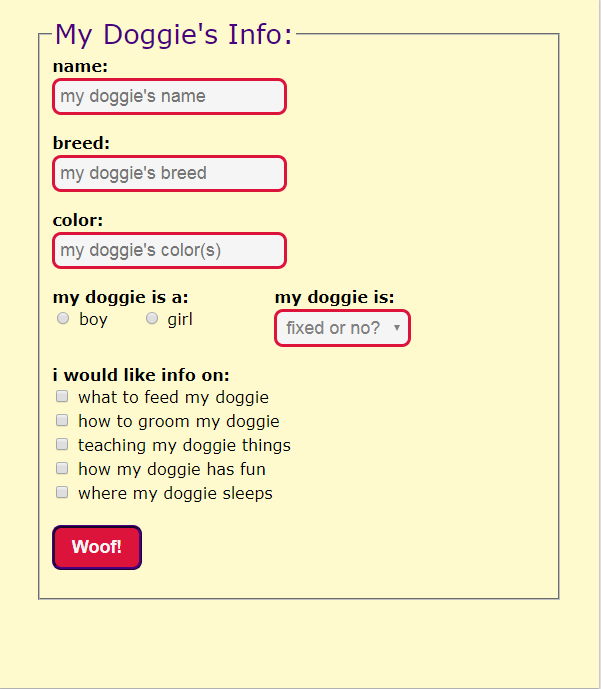 My Doggie's Info:
name:
my doggie's name
breed:
my doggie's breed
color:
my doggie's color(s)
my doggie is a: my doggie is:
boy girl fixed or no?
i would like info on:
what to feed my doggie
how to groom my doggie
teaching my doggie things
how my doggie has fun
where my doggie sleeps
Woof!